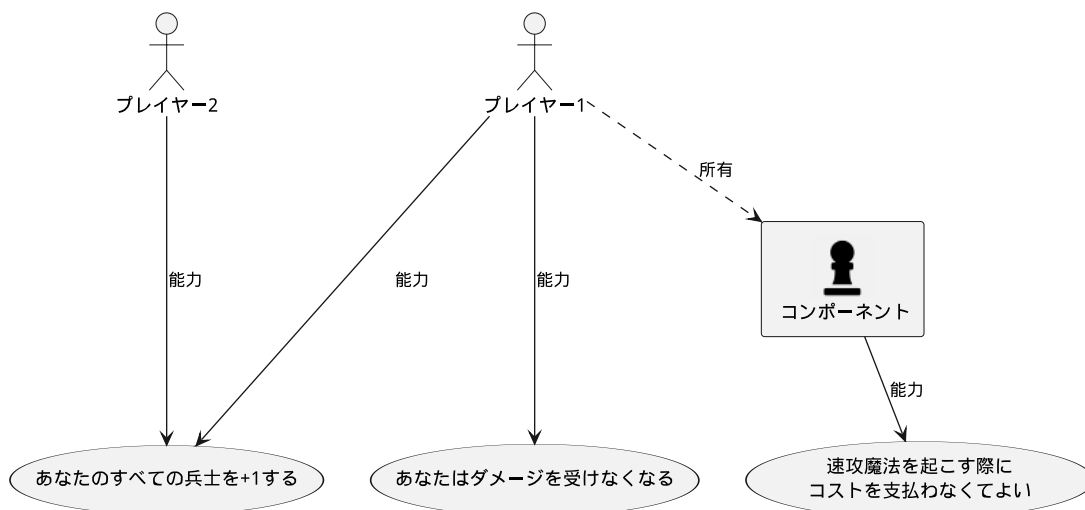 プレイヤー2
プレイヤー1
所有
能力
能力
能力
コンポーネント
能力
あなたのすべての兵士を+1する
あなたはダメージを受けなくなる
速攻魔法を起こす際に
コストを支払わなくてよい